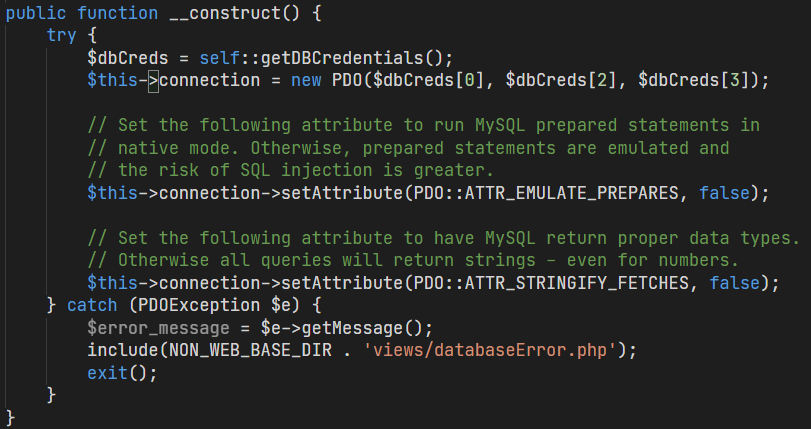 public function __construct() {
    try {
        $dbCreds = self::getDBCredentials();
        $this->connection = new PDO($dbCreds[0], $dbCreds[2], $dbCreds[3]);

        // Set the following attribute to run MySQL prepared statements in
        // native mode. Otherwise, prepared statements are emulated and
        // the risk of SQL injection is greater.
        $this->connection->setAttribute(PDO::ATTR_EMULATE_PREPARES, false);

        // Set the following attribute to have MySQL return proper data types.
        // Otherwise all queries will return strings - even for numbers.
        $this->connection->setAttribute(PDO::ATTR_STRINGIFY_FETCHES, false);
    } catch (PDOException $e) {
        $error_message = $e->getMessage();
        include(NON_WEB_BASE_DIR . 'views/databaseError.php');
        exit();
    }
}